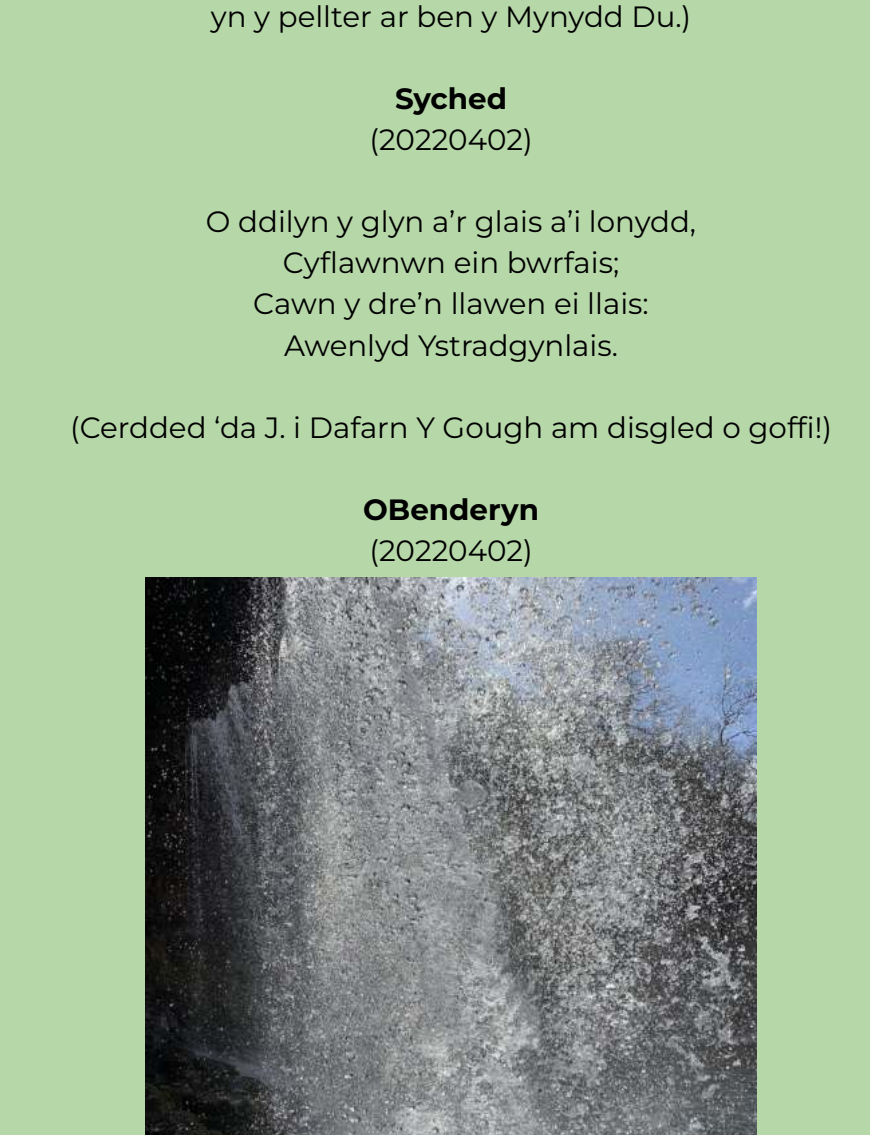 yn y pellter ar ben y Mynydd Du.)
Syched
(20220402)
O ddilyn y glyn a’r glais a’i lonydd,
Cyflawnwn ein bwrfais;
Cawn y dre’n llawen ei llais:
Awenlyd Ystradgynlais.
(Cerdded ‘da J. i Dafarn Y Gough am disgled o goffi!)
OBenderyn
(20220402)